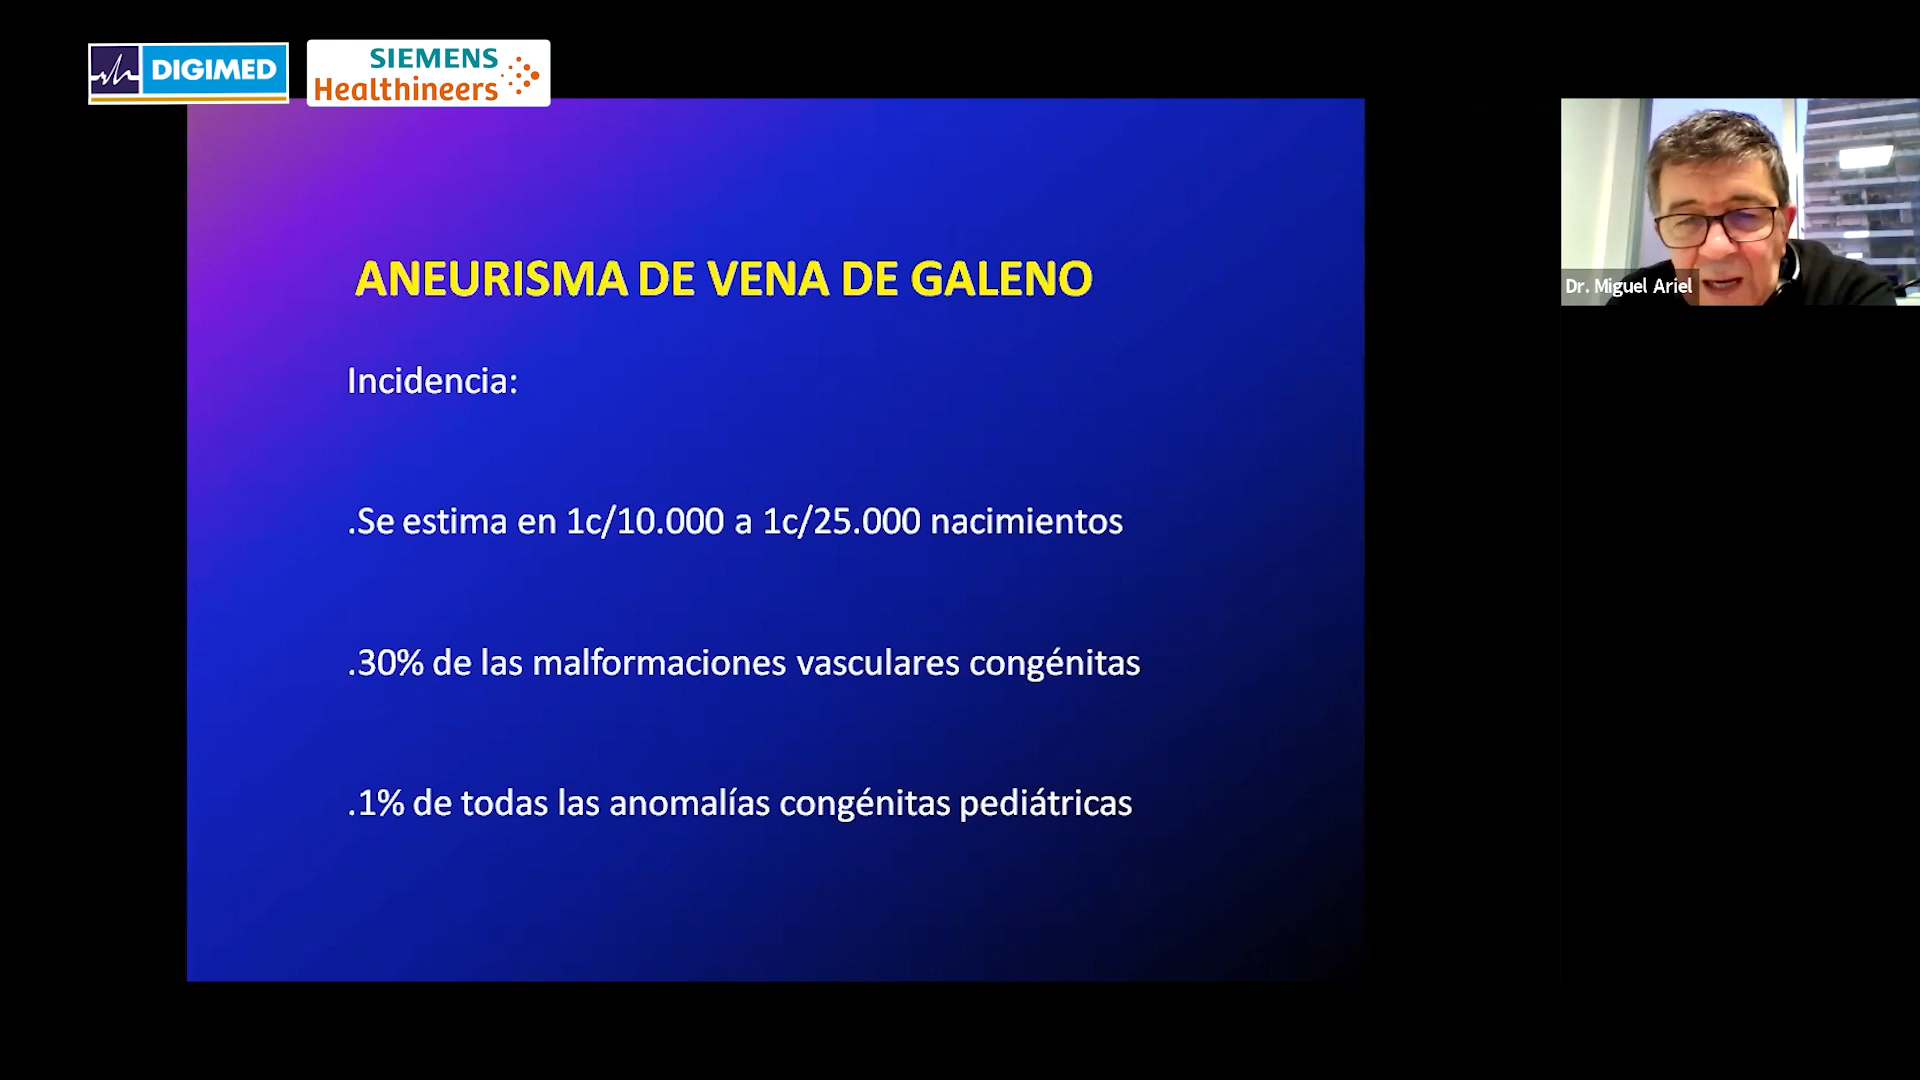 DIGIMED
SIEMENS
Healthineers
ANEURISMA DE VENA DE GALENO
Dr. Miguel Ariel
Incidencia:
.Se estima en 1c/10.000 a 1c/25.000 nacimientos
.30% de las malformaciones vasculares congénitas
.1% de todas las anomalías congénitas pediátricas